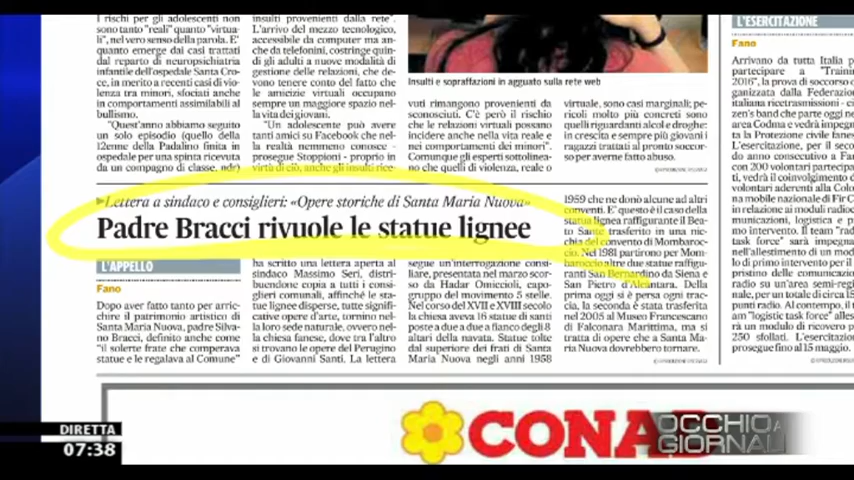 I rischi per gli adolescenti non
sono tanto "reali" quanto "virtua-
li", nel vero senso della parola. E'
quanto emerge dai casi trattati
dal reparto di neuropsichiatria
infantile dell'ospedale Santa Cro-
ce, in merito a recenti casi di vio-
lenza tra minori, sfociati anche
in comportamenti assimilabili al
bullismo.
"Quest'anno abbiamo seguito
un solo episodio (quello della
12enne della Padalino finita in
ospedale per una spinta ricevuta
da un compagno di classe, ndr)
insulti provenienti dalla rete".
L'arrivo del mezzo tecnologico,
accessibile da computer ma an-
che da telefonini, costringe quin-
di gli adulti a nuove modalità di
gestione delle relazioni, che de-
vono tenere conto del fatto che
le amicizie virtuali occupano
sempre un maggiore spazio nel-
la vita dei giovani.
"Un adolescente può avere
tanti amici su Facebook che nel-
la realtà nemmeno conosce -
prosegue Stoppioni - proprio in
virtù di ciò, anche gli insulti rice-
Insulti e sopraffazioni in agguato sulla rete web
vuti rimangono provenienti da
sconosciuti. C'è però il rischio
che le relazioni virtuali possano
incidere anche nella vita reale e
nei comportamenti dei minori".
Comunque gli esperti sottolinea-
no che quelli di violenza, reali o
virtuale, sono casi marginali; pe-
ricoli molto più concreti sono
quelli riguardanti alcol e droghe:
in crescita e sempre più giovani i
ragazzi trattati al pronto soccor-
so per averne fatto abuso.
L'ESERCITAZIONE
Fano
Arrivano da tutta Italia p
partecipare a "Trainin
2016", la prova di soccorso o
ganizzata dalla Federazion
italiana ricetrasmissioni - ci
zen's band che parte oggi ne
area Codma e vedrà impegn
ta la Protezione civile fanes
L'esercitazione, per il seco
do anno consecutivo a Fan
con 200 volontari partecipan
ti, vedrà il coinvolgimento d
volontari aderenti alla Colon
na mobile nazionale di Fir C
in relazione ai moduli radioc
municazioni, logistica e pron
to intervento. Il team "radio
task force" sarà impegna
nell'allestimento di un modu
lo di primo intervento per
ripristino delle comunicazion
radio su un'area semi-regi
nale, per un totale di circa
punti radio. Al contempo, il te
am "logistic task force" allest
rà un modulo di ricovero pe
250 sfollati. L'esercitazion
prosegue fino al 15 maggio.
Lettera a sindaco e consiglieri: «Opere storiche di Santa Maria Nuova»
Padre Bracci rivuole le statue lignee
L'APPELLO
Fano
Dopo aver fatto tanto per arric-
chire il patrimonio artistico di
Santa Maria Nuova, padre Silva-
no Bracci, definito anche come
"il solerte frate che comperava
statue e le regalava al Comune"
ha scritto una lettera aperta al
sindaco Massimo Seri, distri-
buendone copia a tutti i consi-
glieri comunali, affinché le sta-
tue lignee disperse, tutte signifi-
cative opere d'arte, tornino nel-
la loro sede naturale, ovvero nel-
la chiesa fanese, dove tra l'altro
si trovano le opere del Perugino
e di Giovanni Santi. La lettera
segue un'interrogazione consi-
liare, presentata nel marzo scor-
so da Hadar Omiccioli, capo-
gruppo del movimento 5 stelle.
Nel corso del XVII e XVIII secolo
la chiesa aveva 16 statue di santi
poste a due a due a fianco degli 8
altari della navata. Statue tolte
dal superiore dei frati di Santa
Maria Nuova negli anni 1958
1959 che ne donò alcune ad altri
conventi. E' questo è il caso della
statua lignea raffigurante il Bea-
to Sante trasferito in una nic-
chia del convento di Mombaroc-
cio. Nel 1981 partirono per Mom-
baroccio altre due statue raffigu-
ranti San Bernardino da Siena e
San Pietro d'Alcantara. Della
prima oggi si è persa ogni trac-
cia, la seconda è stata trasferita
nel 2005 al Museo Francescano
di Falconara Marittima, ma si
tratta di opere che a Santa Ma-
ria Nuova dovrebbero tornare.
CONAD
OCCHIO AI
GIORNALI
DIRETTA
07:38